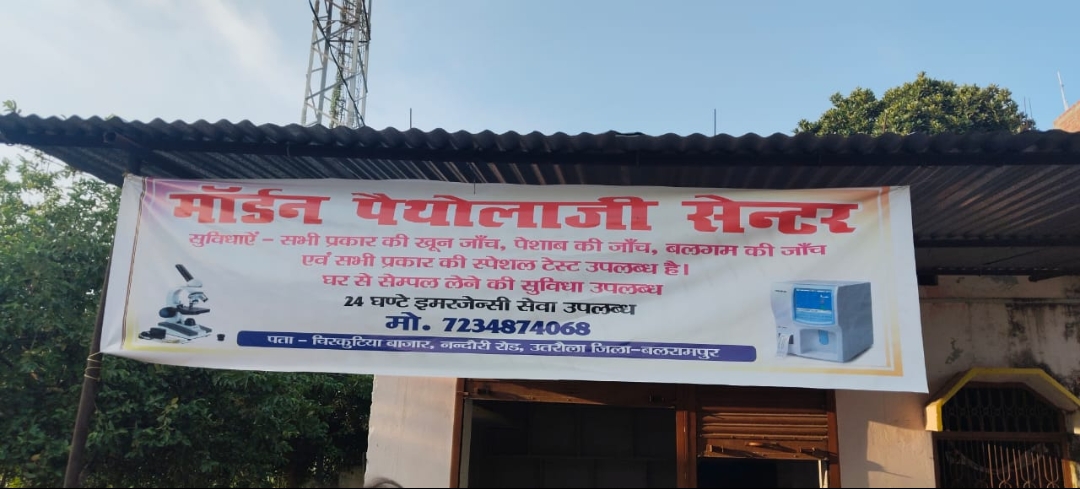 मॉर्डन पैथोलाजी सेन्टर
सुविधाऐं – सभी प्रकार की खून जाँच, पेशाब की जाँच, बलगम की जाँच
एवं सभी प्रकार की स्पेशल टेस्ट उपलब्ध है।
घर से सेम्पल लेने की सुविधा उपलब्ध
24 घण्टे इमरजेन्सी सेवा उपलब्ध
मो. 7234874068
पता – चिरकुटिया बाजार, नन्दौरी रोड, उतरौला जिला-बलरामपुर